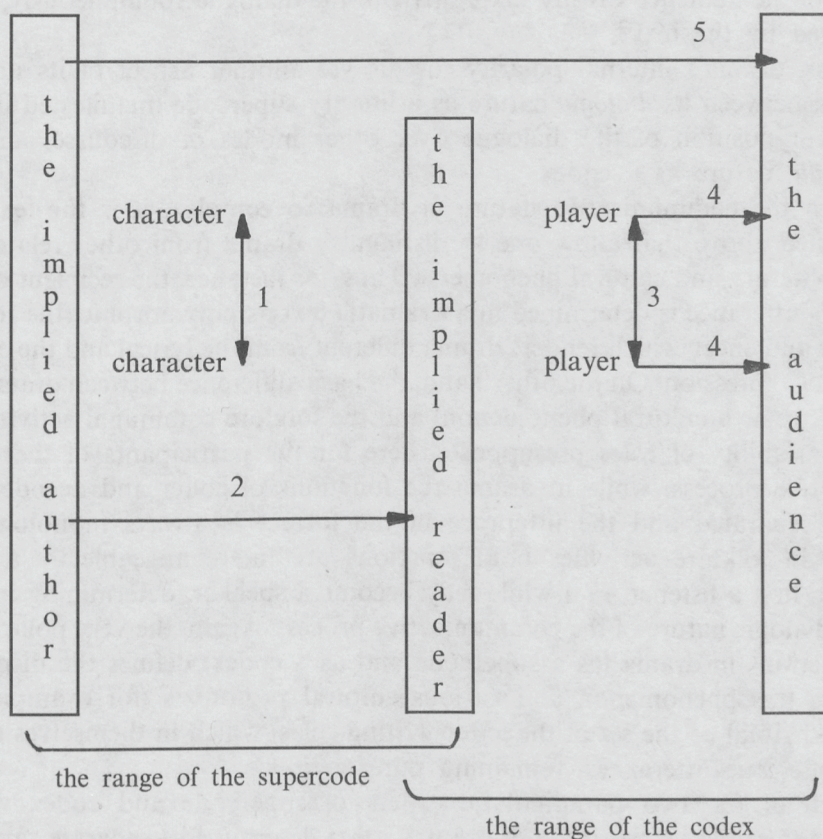 5
the implied author
the implied reader
the audience
character
1
character
2
player
4
3
player
the range of the supercode
the range of the codex